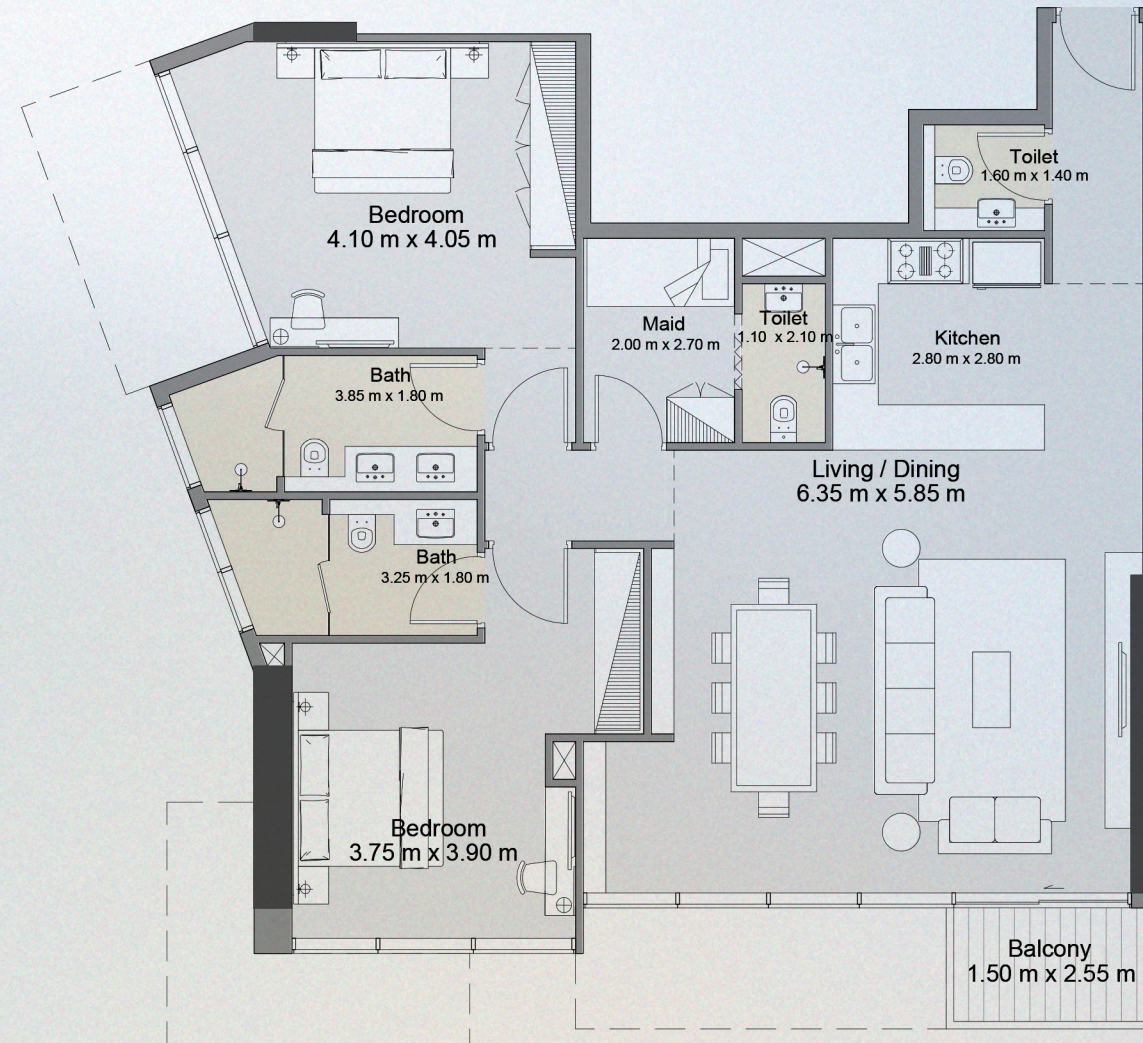 Toilet
1.60 m x 1.40 m
Bedroom
4.10 m x 4.05 m
Maid
2.00 m x 2.70 m
Toilet
1.10 x 2.10 m
Kitchen
2.80 m x 2.80 m
Bath
3.85 m x 1.80 m
Living / Dining
6.35 m x 5.85 m
Bath
3.25 m x 1.80 m
Bedroom
3.75 m x 3.90 m
Balcony
1.50 m x 2.55 m